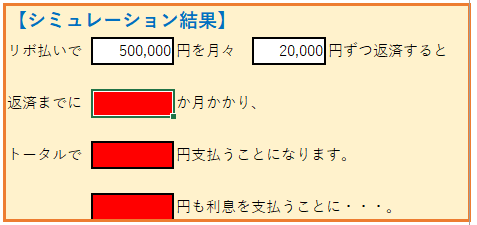 【シミュレーション結果】
リボ払いで 500,000 円を月々 20,000 円ずつ返済すると
返済までに か月かかり、
トータルで 円支払うことになります。
円も利息を支払うことに・・・。